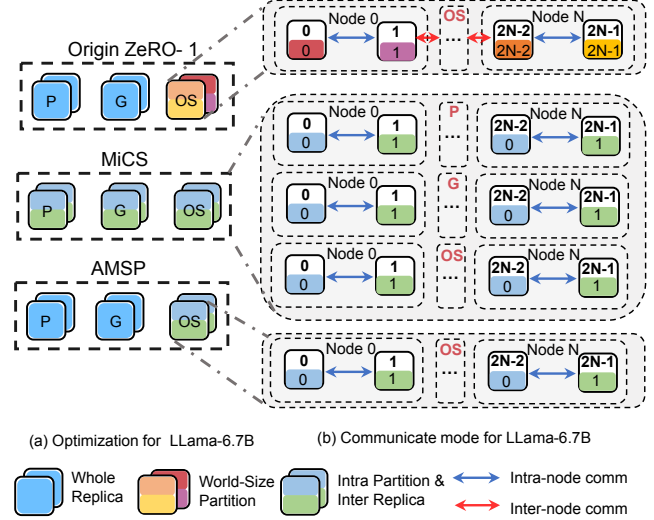 Origin ZeRO- 1
P G OS
MiCS
P G OS
AMSP
P G OS
Node 0 OS Node N
0 1 ... 2N-2 2N-1
0 1 2N-2 2N-1
P
0 1 ... 2N-2 2N-1
0 1 0 1
Node 0 Node N
Node 0 G Node N
0 1 ... 2N-2 2N-1
0 1 0 1
Node 0 OS Node N
0 1 ... 2N-2 2N-1
0 1 0 1
Node 0 OS Node N
0 1 ... 2N-2 2N-1
0 1 0 1
(a) Optimization for LLama-6.7B
(b) Communicate mode for LLama-6.7B
Whole
Replica
World-Size
Partition
Intra Partition &
Inter Replica
Intra-node comm
Inter-node comm